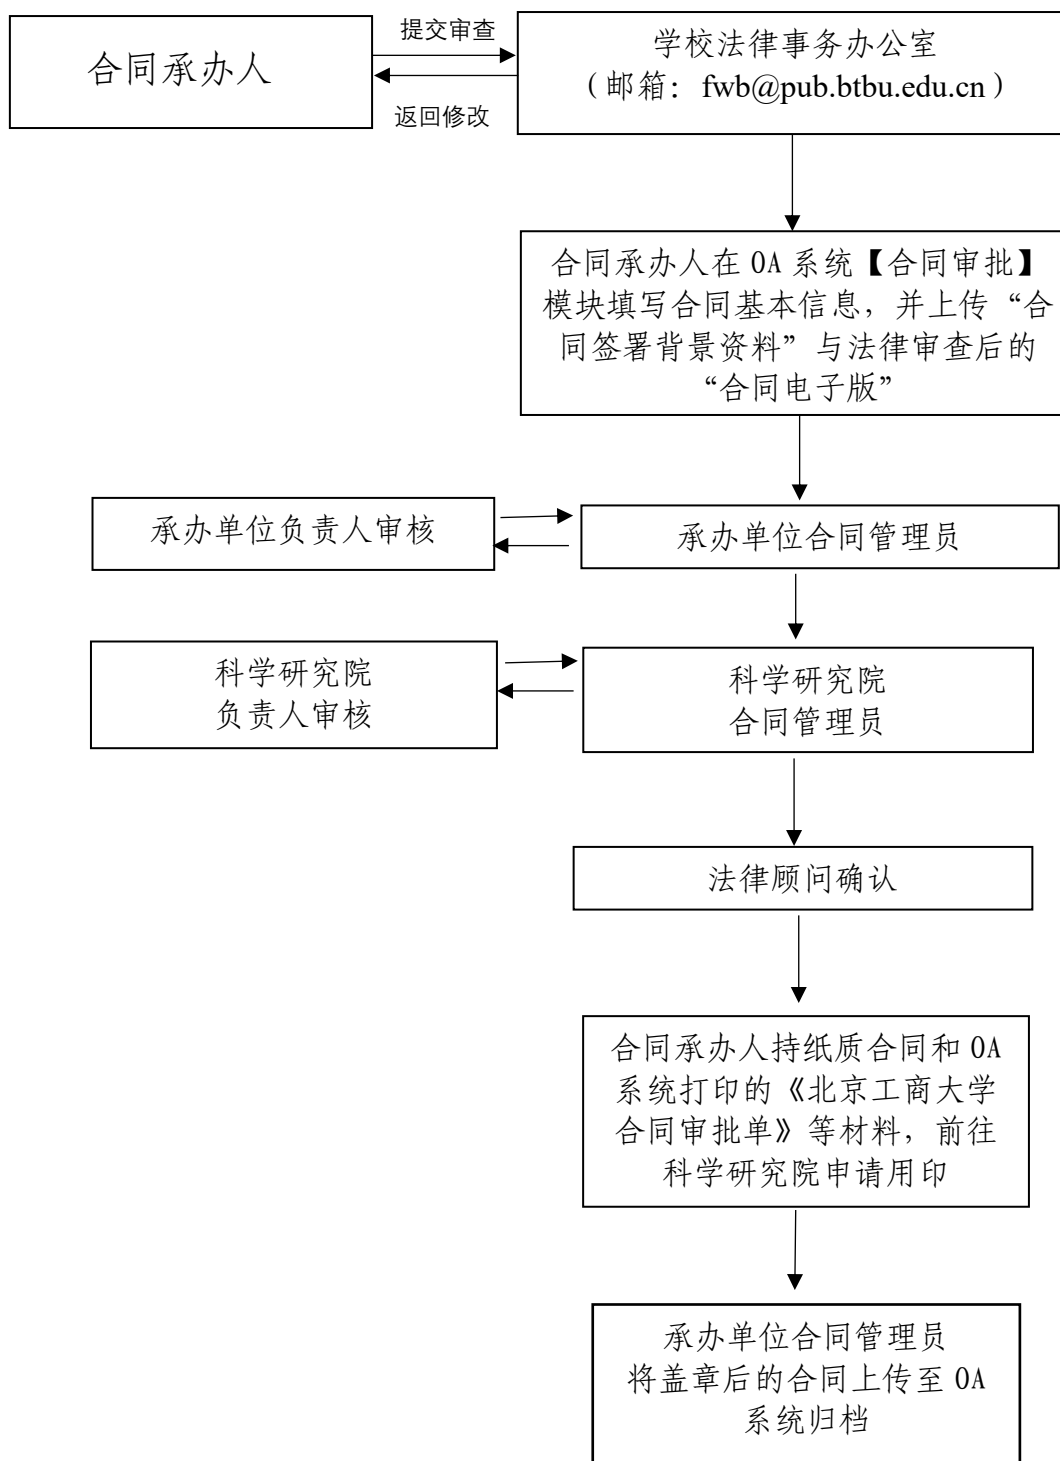 合同承办人
提交审查
返回修改
学校法律事务办公室
（邮箱：fwb@pub.btbu.edu.cn）
合同承办人在 OA 系统【合同审批】
模块填写合同基本信息，并上传“合
同签署背景资料”与法律审查后的
“合同电子版”
承办单位负责人审核
承办单位合同管理员
科学研究院
负责人审核
科学研究院
合同管理员
法律顾问确认
合同承办人持纸质合同和 OA
系统打印的《北京工商大学
合同审批单》等材料，前往
科学研究院申请用印
承办单位合同管理员
将盖章后的合同上传至 OA
系统归档